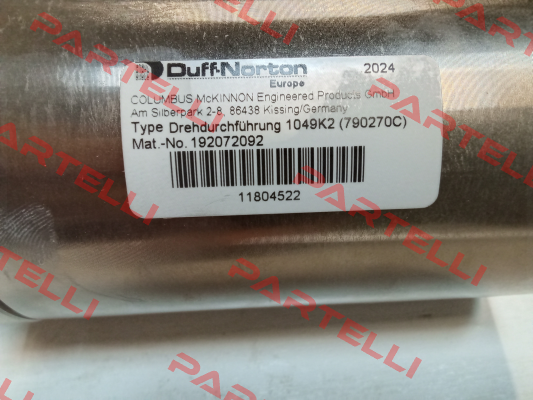 Duff-Norton 2024
Europe
COLUMBUS McKINNON Engineered Products GmbH
Am Silberpark 2-8, 86438 Kissing/Germany
Type Drehdurchführung 1049K2 (790270C)
Mat.-No. 192072092
11804522
PARTELLI
PARTELLI
PARTELLI
PARTELLI
PARTELLI